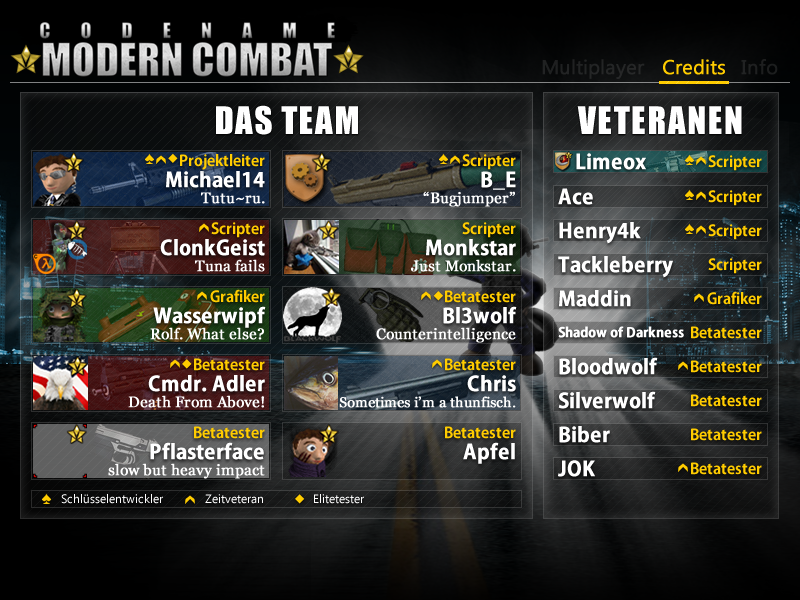 CODENAME
MODERN COMBAT
Multiplayer Credits Info
DAS TEAM
Projektleiter
Michael14
Tutu~ru.
Scripter
B_E
“Bugjumper”
Scripter
ClonkGeist
Tuna fails
Scripter
Monkstar
Just Monkstar.
Grafiker
Wasserwipf
Rolf. What else?
Betatester
Bl3wolf
Counterintelligence
Betatester
Cmdr. Adler
Death From Above!
Betatester
Chris
Sometimes i’m a thunfisch.
Betatester
Pflasterface
slow but heavy impact
Betatester
Apfel
Schlüsselentwickler Zeitveteran Elitetester
VETERANEN
Limeox Scripter
Ace Scripter
Henry4k Scripter
Tackleberry Scripter
Maddin Grafiker
Shadow of Darkness Betatester
Bloodwolf Betatester
Silverwolf Betatester
Biber Betatester
JOK Betatester